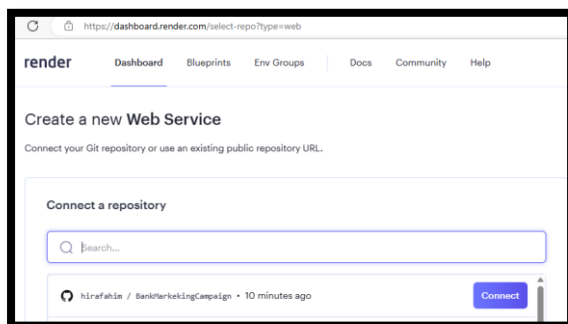 https://dashboard.render.com/select-repo?type=web
render Dashboard Blueprints Env Groups Docs Community Help
Create a new Web Service
Connect your Git repository or use an existing public repository URL.
Connect a repository
Search...
hirafahim / BankMarkekingCampaign • 10 minutes ago Connect